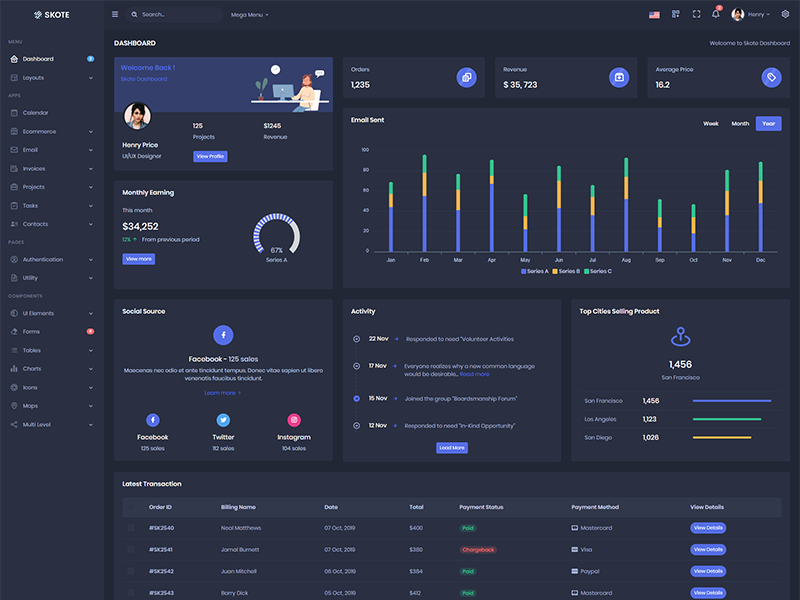 SKOTE
Search...
Mega Menu
Henry
MENU
Dashboard
Layouts
APPS
Calendar
Ecommerce
Email
Invoices
Projects
Tasks
Contacts
PAGES
Authentication
Utility
COMPONENTS
UI Elements
Forms
Tables
Charts
Icons
Maps
Multi Level
DASHBOARD
Welcome to Skote Dashboard
Welcome Back !
Skote Dashboard
Henry Price
UI/UX Designer
125
Projects
$1245
Revenue
View Profile
Orders
1,235
Revenue
$ 35, 723
Average Price
16.2
Monthly Earning
This month
$34,252
12% From previous period
View more
67%
Series A
Email Sent
Week Month Year
100
80
60
40
20
0
Jan Feb Mar Apr May Jun Jul Aug Sep Oct Nov Dec
Series A Series B Series C
Social Source
Facebook - 125 sales
Maecenas nec odio et ante tincidunt tempus. Donec vitae sapien ut libero
venenatis faucibus tincidunt.
Learn more
Facebook Twitter Instagram
125 sales 112 sales 104 sales
Activity
22 Nov Responded to need "Volunteer Activities
17 Nov Everyone realizes why a new common language
would be desirable... Read more
15 Nov Joined the group "Boardsmanship Forum"
12 Nov Responded to need "In-Kind Opportunity"
Load More
Top Cities Selling Product
1,456
San Francisco
San Francisco 1,456
Los Angeles 1,123
San Diego 1,026
Latest Transaction
Order ID Billing Name Date Total Payment Status Payment Method View Details
#SK2540 Neal Matthews 07 Oct, 2019 $400 Paid Mastercard View Details
#SK2541 Jamal Burnett 07 Oct, 2019 $380 Chargeback Visa View Details
#SK2542 Juan Mitchell 06 Oct, 2019 $384 Paid Paypal View Details
#SK2543 Barry Dick 05 Oct, 2019 $412 Paid Mastercard View Details